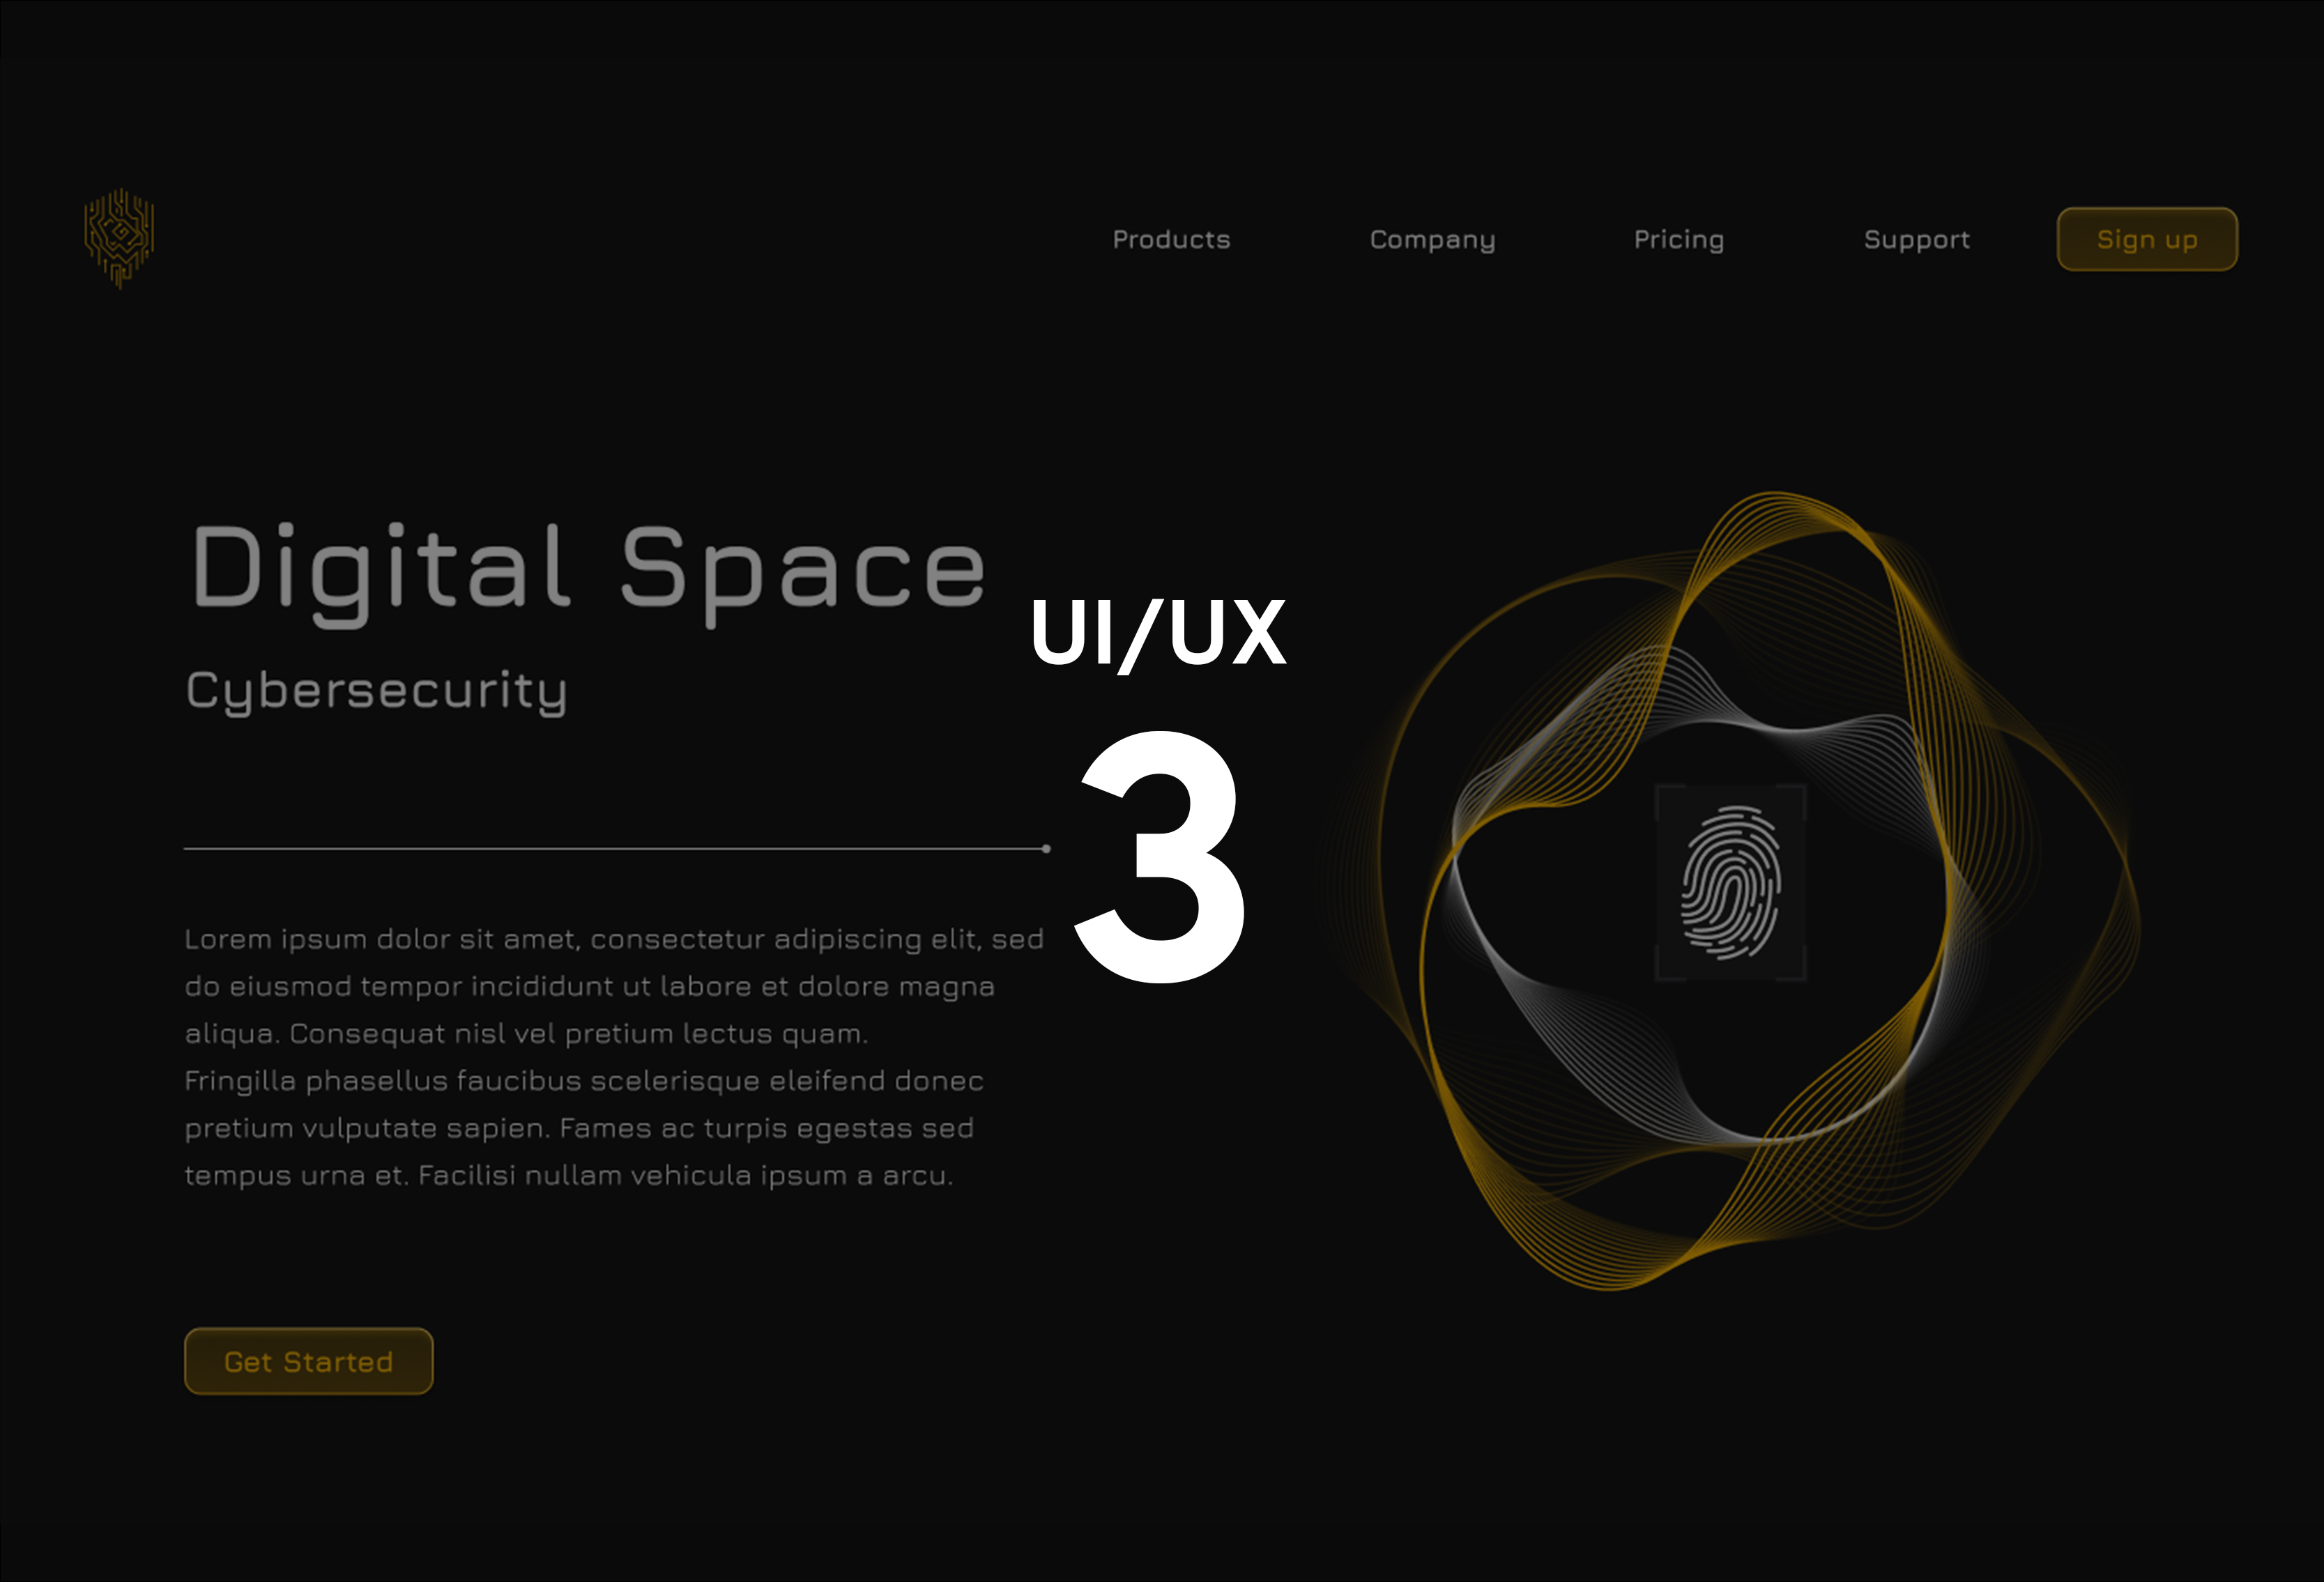 Products
Company
Pricing
Support
Sign up
Digital Space
Cybersecurity
UI/UX
3
Lorem ipsum dolor sit amet, consectetur adipiscing elit, sed
do eiusmod tempor incididunt ut labore et dolore magna
aliqua. Consequat nisl vel pretium lectus quam.
Fringilla phasellus faucibus scelerisque eleifend donec
pretium vulputate sapien. Fames ac turpis egestas sed
tempus urna et. Facilisi nullam vehicula ipsum a arcu.
Get Started